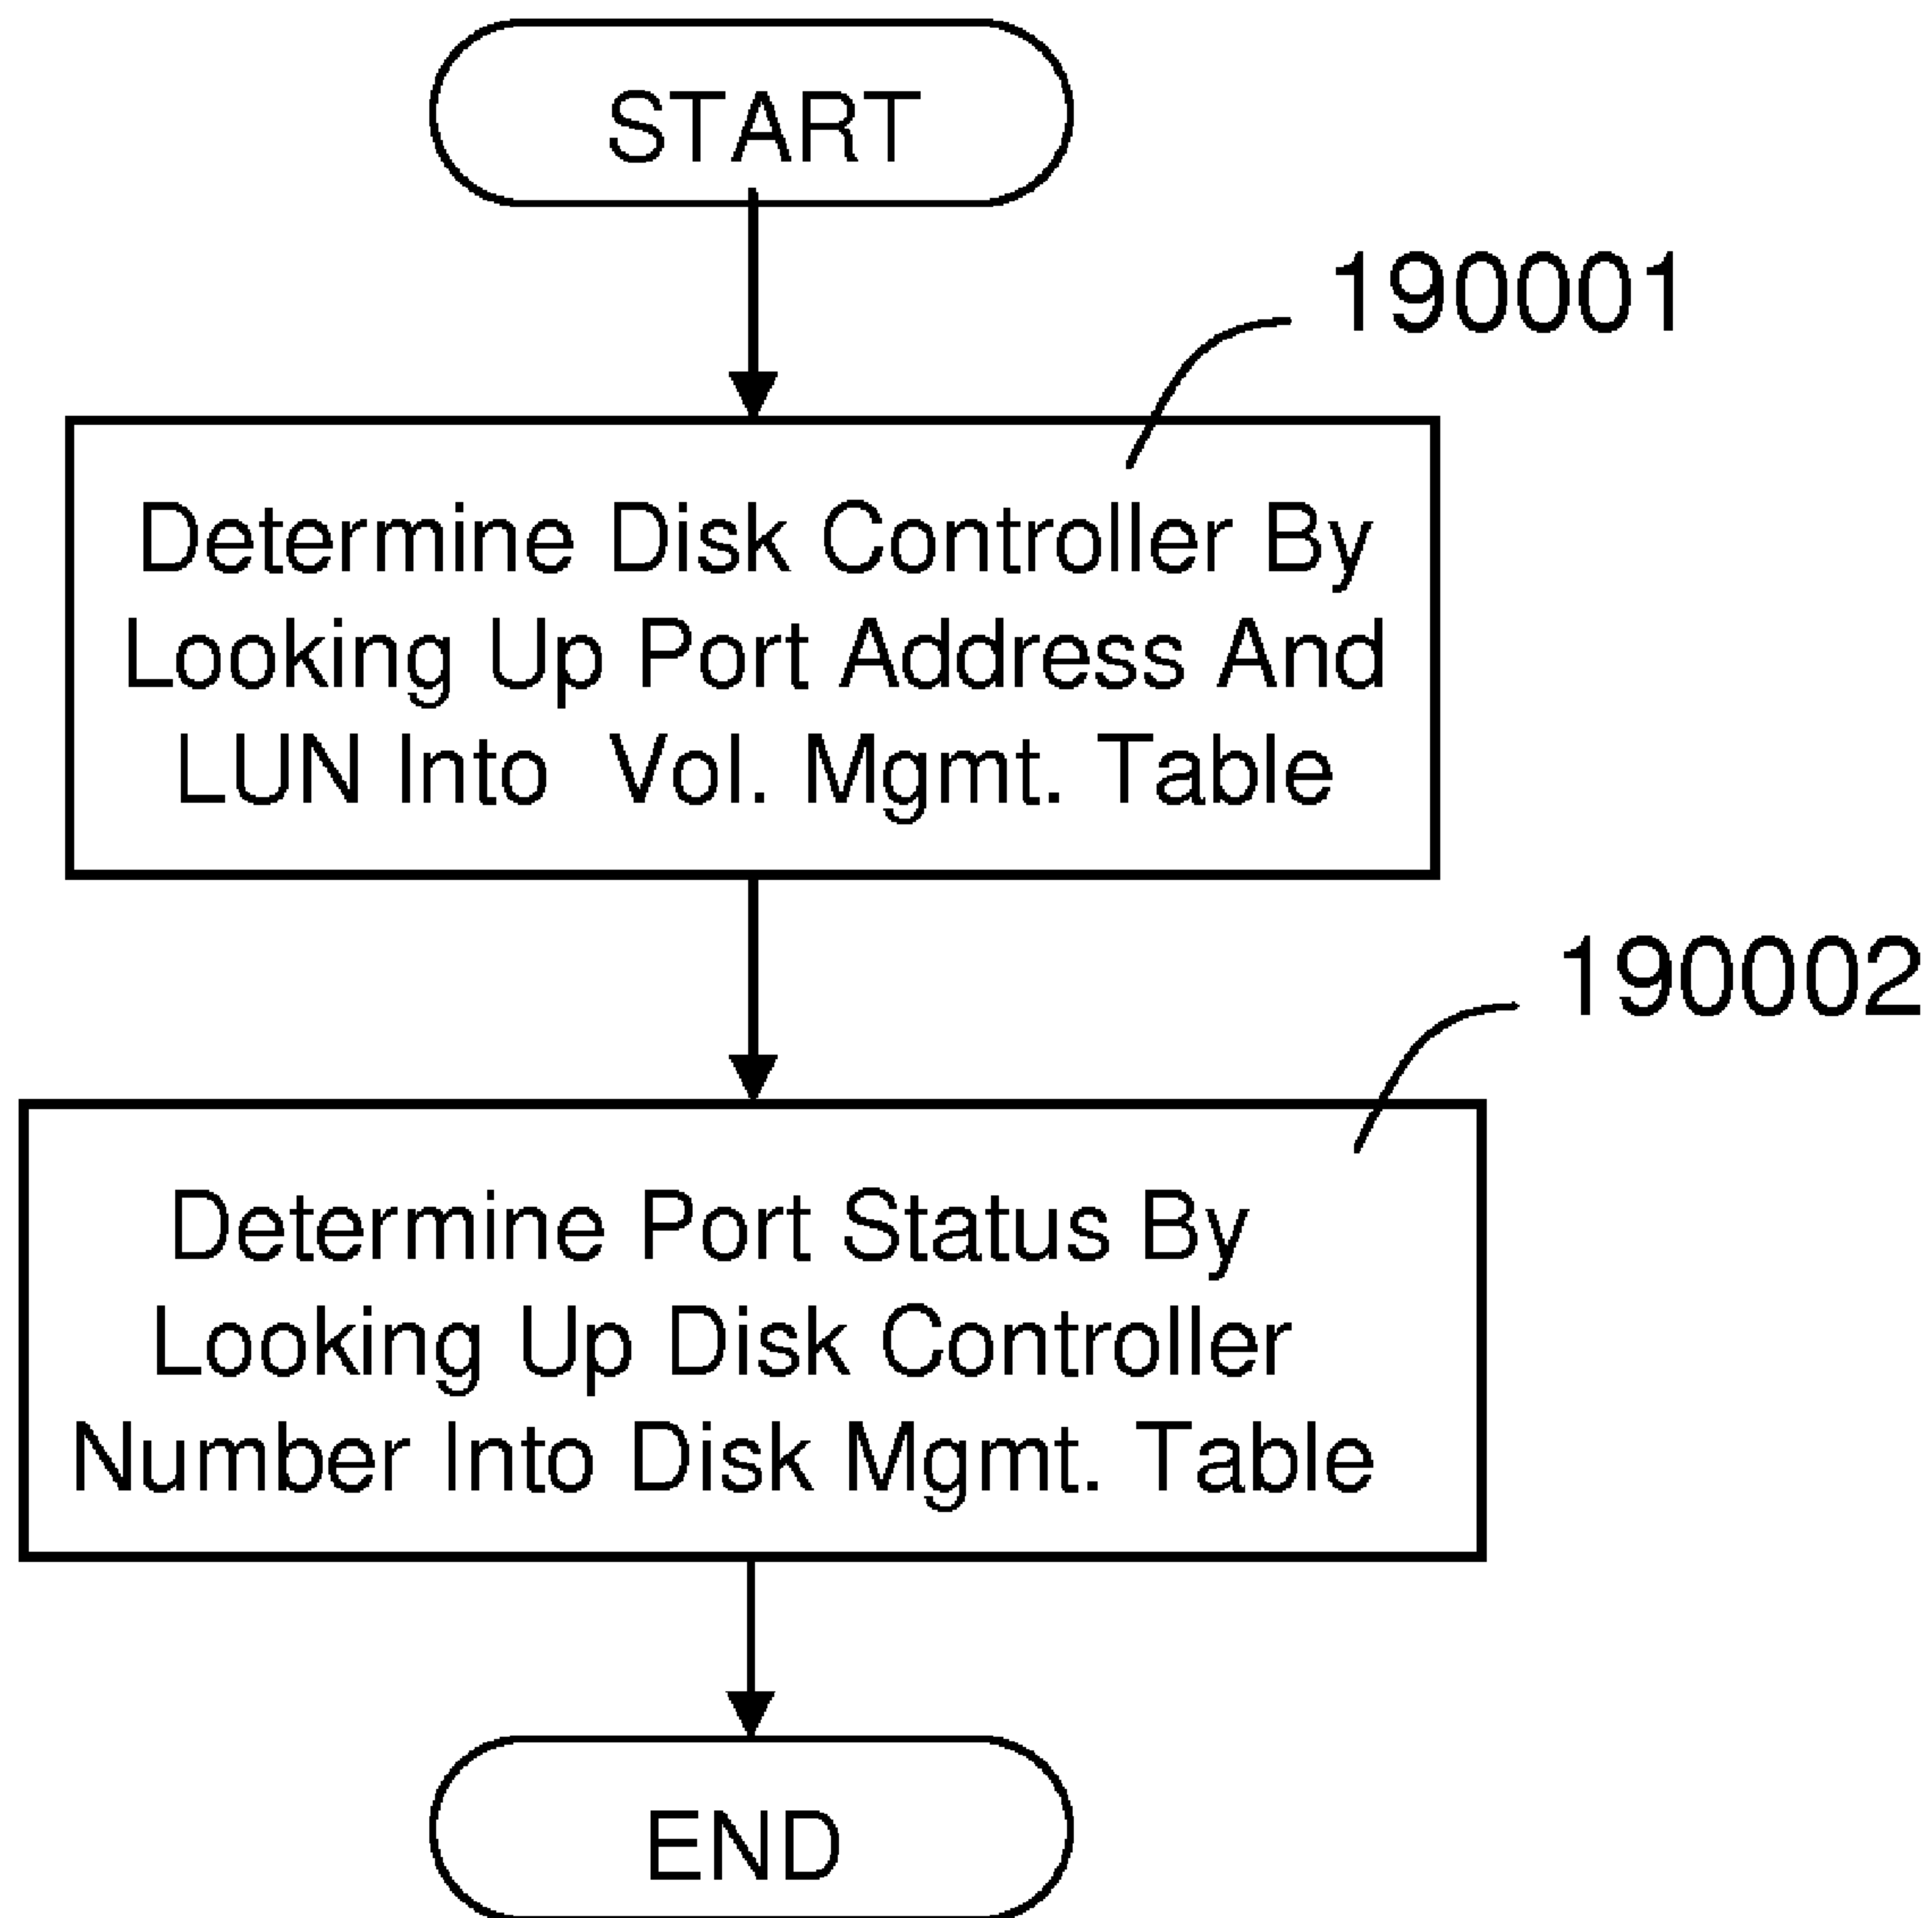 START
190001
Determine Disk Controller By
Looking Up Port Address And
LUN Into Vol. Mgmt. Table
190002
Determine Port Status By
Looking Up Disk Controller
Number Into Disk Mgmt. Table
END